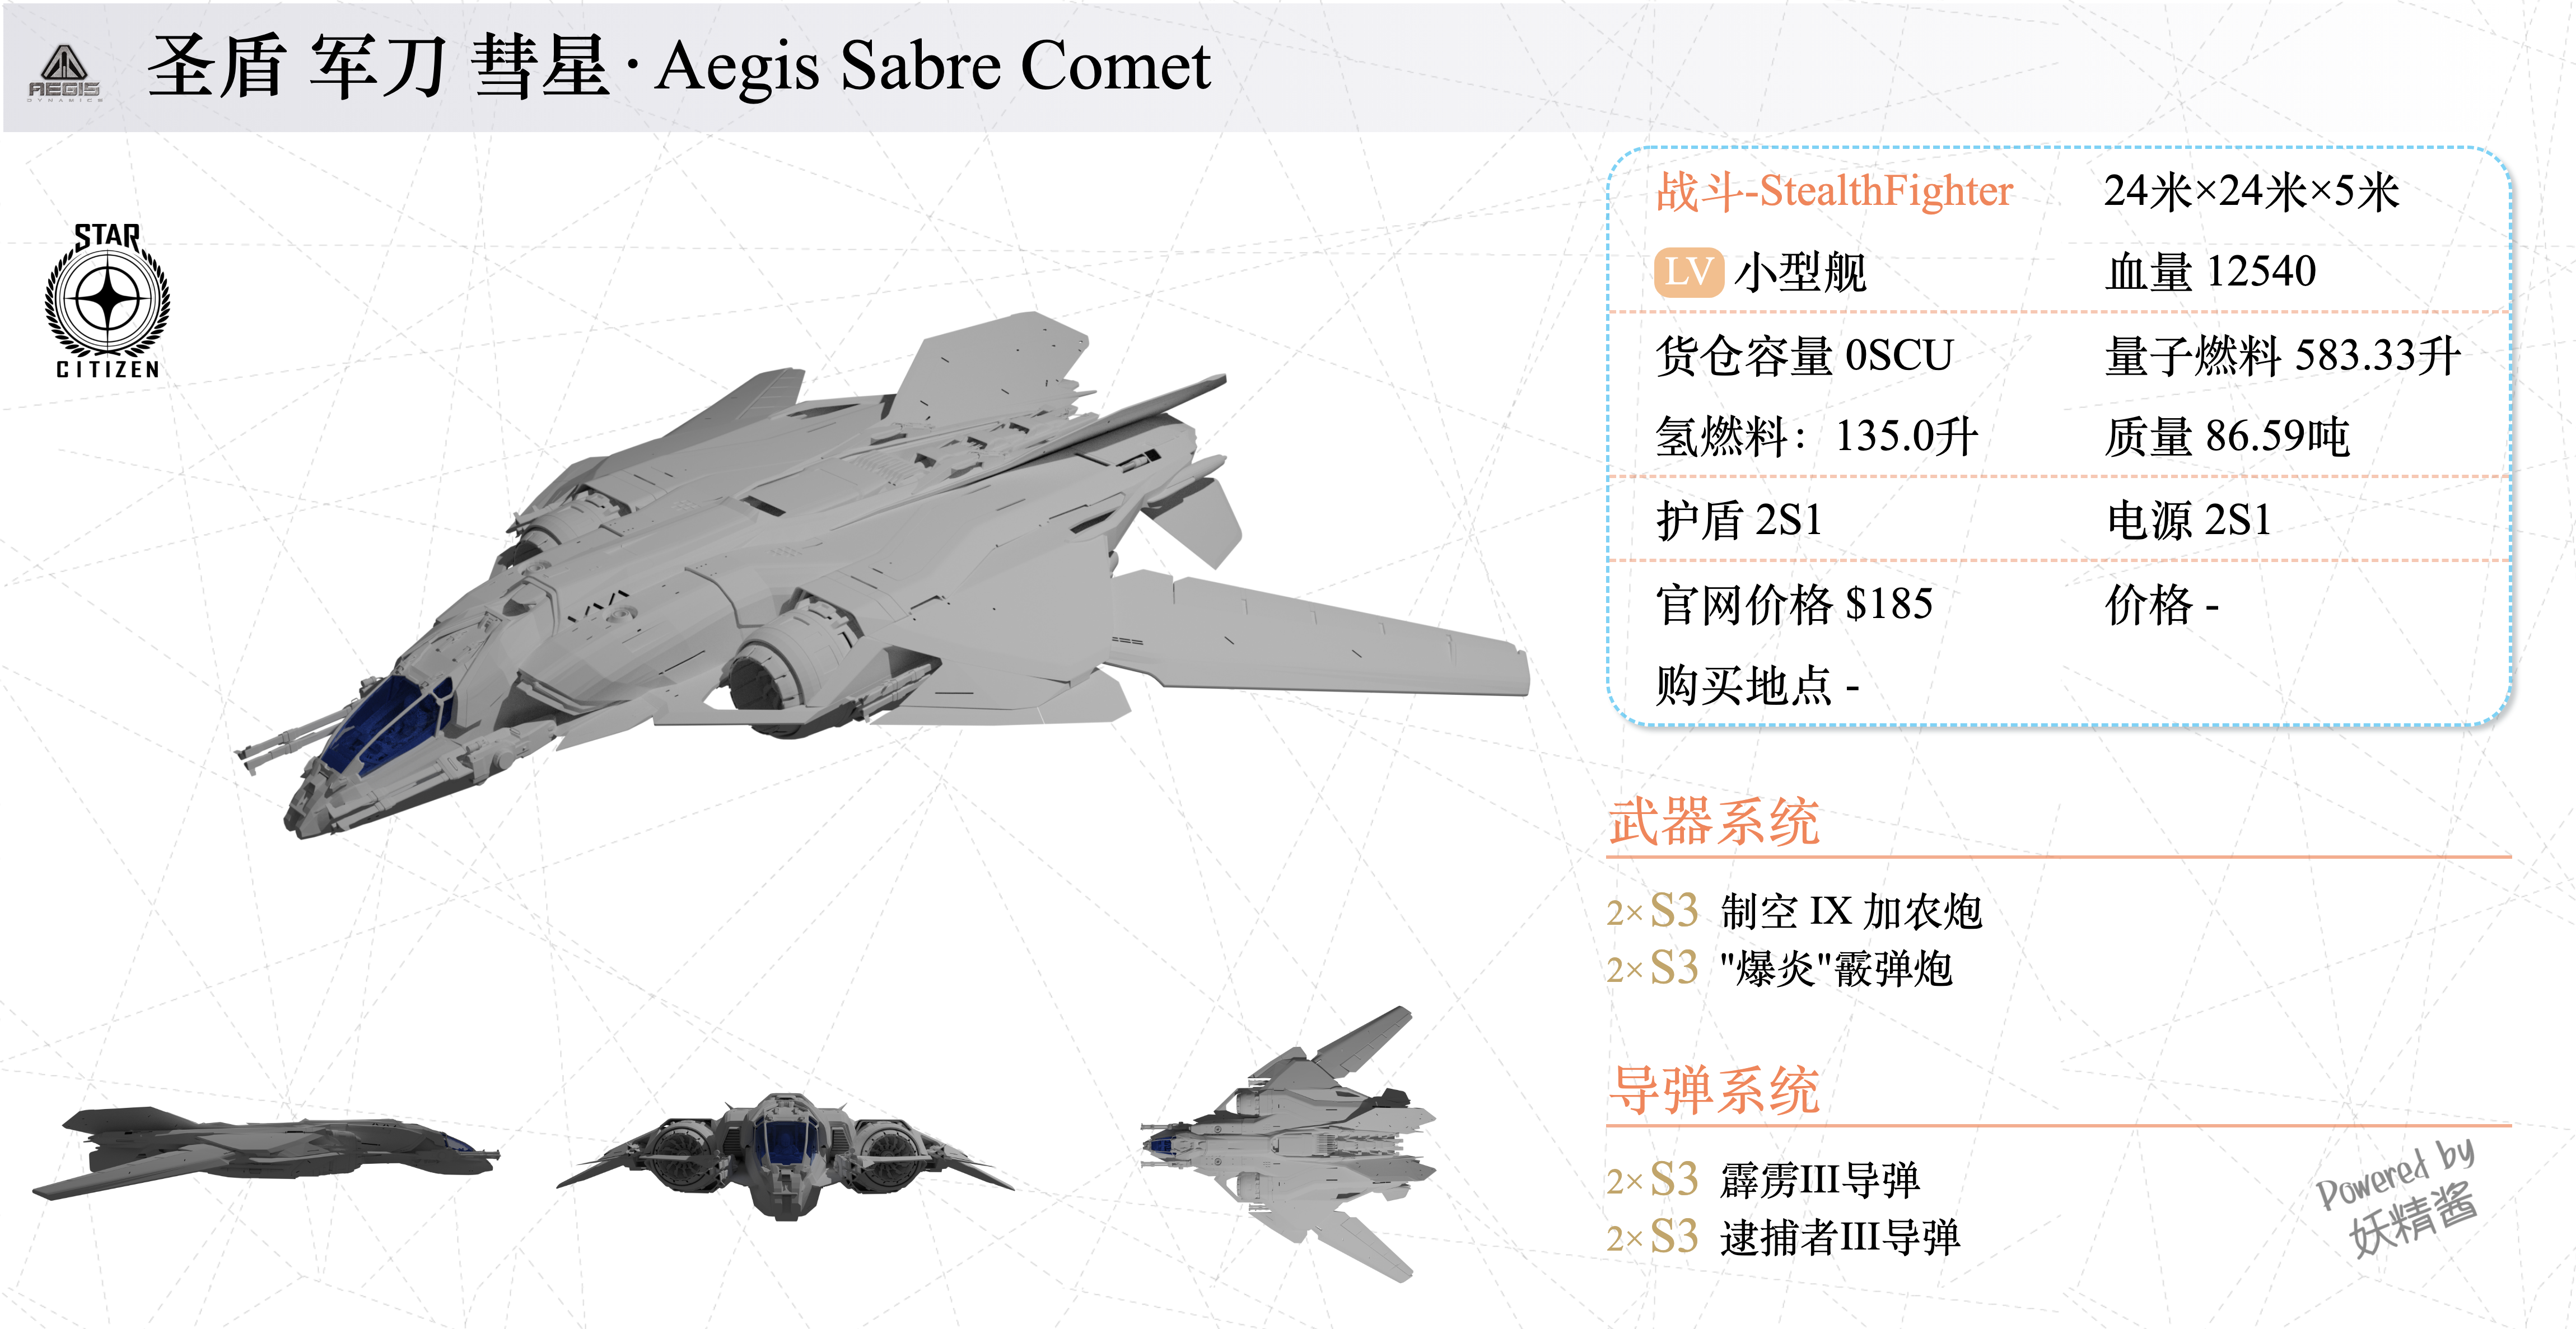 AEGIS
DYNAMICS
圣盾 军刀 彗星·Aegis Sabre Comet
STAR
CITIZEN
战斗-StealthFighter 24米×24米×5米
LV 小型舰 血量 12540
货仓容量 0SCU 量子燃料 583.33升
氢燃料：135.0升 质量 86.59吨
护盾 2S1 电源 2S1
官网价格 $185 价格 -
购买地点 -
武器系统
2× S3 制空 IX 加农炮
2× S3 "爆炎"霰弹炮
导弹系统
2× S3 霹雳III导弹
2× S3 逮捕者III导弹
Powered by
妖精酱